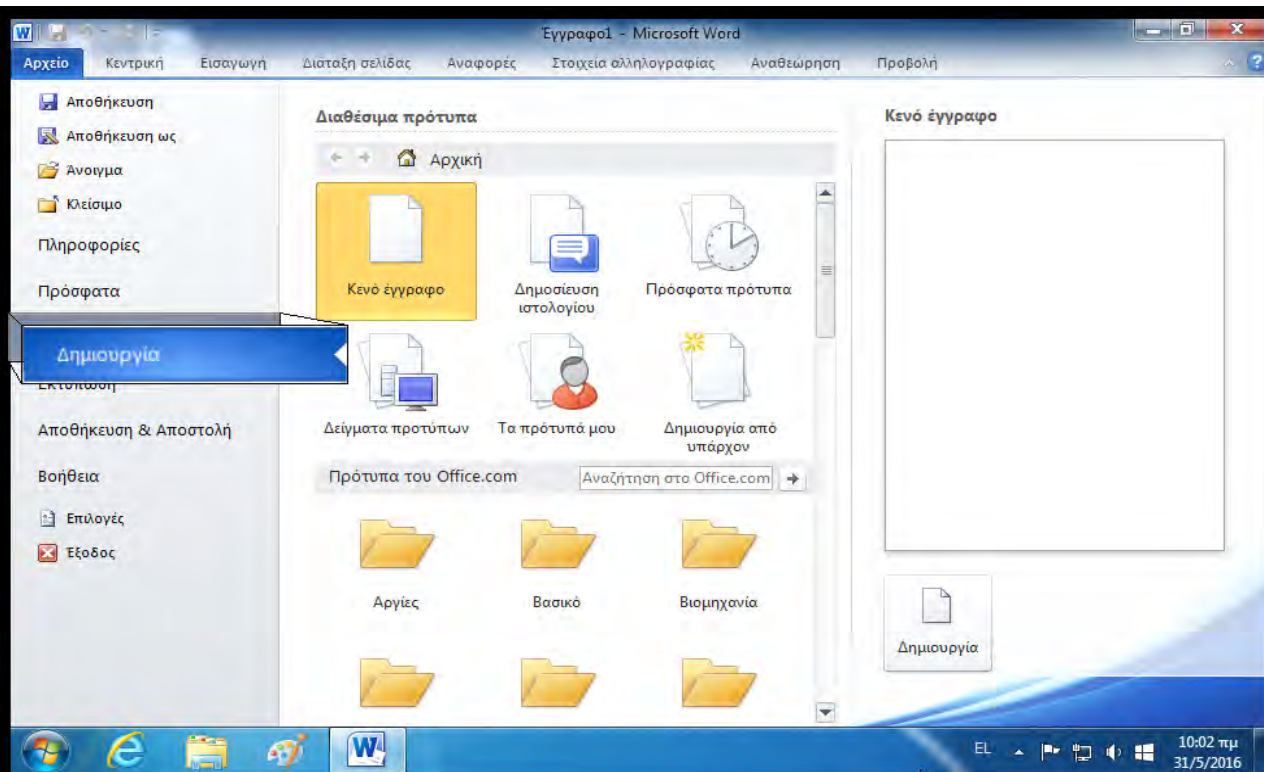 Έγγραφο1 - Microsoft Word
Αρχείο Κεντρική Εισαγωγή Διάταξη σελίδας Αναφορές Στοιχεία αλληλογραφίας Αναθεώρηση Προβολή
Αποθήκευση
Αποθήκευση ως
Άνοιγμα
Κλείσιμο
Πληροφορίες
Πρόσφατα
Δημιουργία
Εκτύπωση
Αποθήκευση & Αποστολή
Βοήθεια
Επιλογές
Έξοδος
Διαθέσιμα πρότυπα
Αρχική
Κενό έγγραφο
Δημοσίευση
ιστολογίου
Πρόσφατα πρότυπα
Δείγματα προτύπων
Τα πρότυπά μου
Δημιουργία από
υπάρχον
Πρότυπα του Office.com
Αναζήτηση στο Office.com
Αργίες
Βασικό
Βιομηχανία
Κενό έγγραφο
Δημιουργία
EL
10:02 πμ
31/5/2016